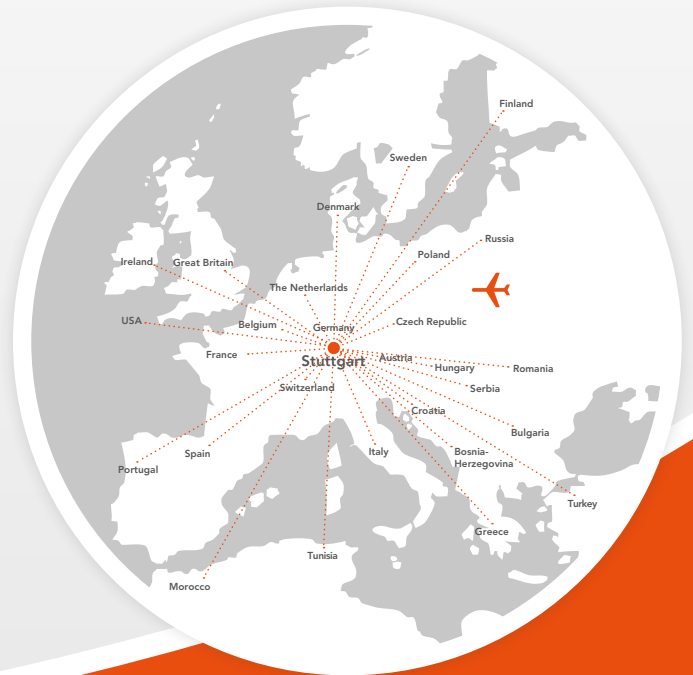 Finland
Sweden
Denmark
Russia
Poland
Ireland
Great Britain
The Netherlands
USA
Belgium
Germany
Czech Republic
France
Stuttgart
Austria
Hungary
Romania
Switzerland
Serbia
Croatia
Bulgaria
Spain
Italy
Bosnia-
Herzegovina
Portugal
Turkey
Greece
Tunisia
Morocco